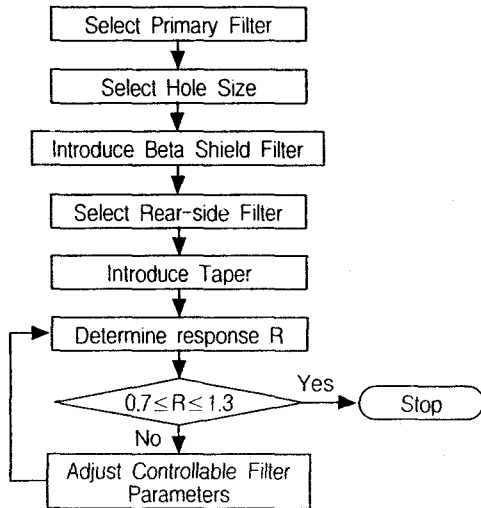 Select Primary Filter
Select Hole Size
Introduce Beta Shield Filter
Select Rear-side Filter
Introduce Taper
Determine response R
0.7≤R≤1.3
Yes
Stop
No
Adjust Controllable Filter
Parameters